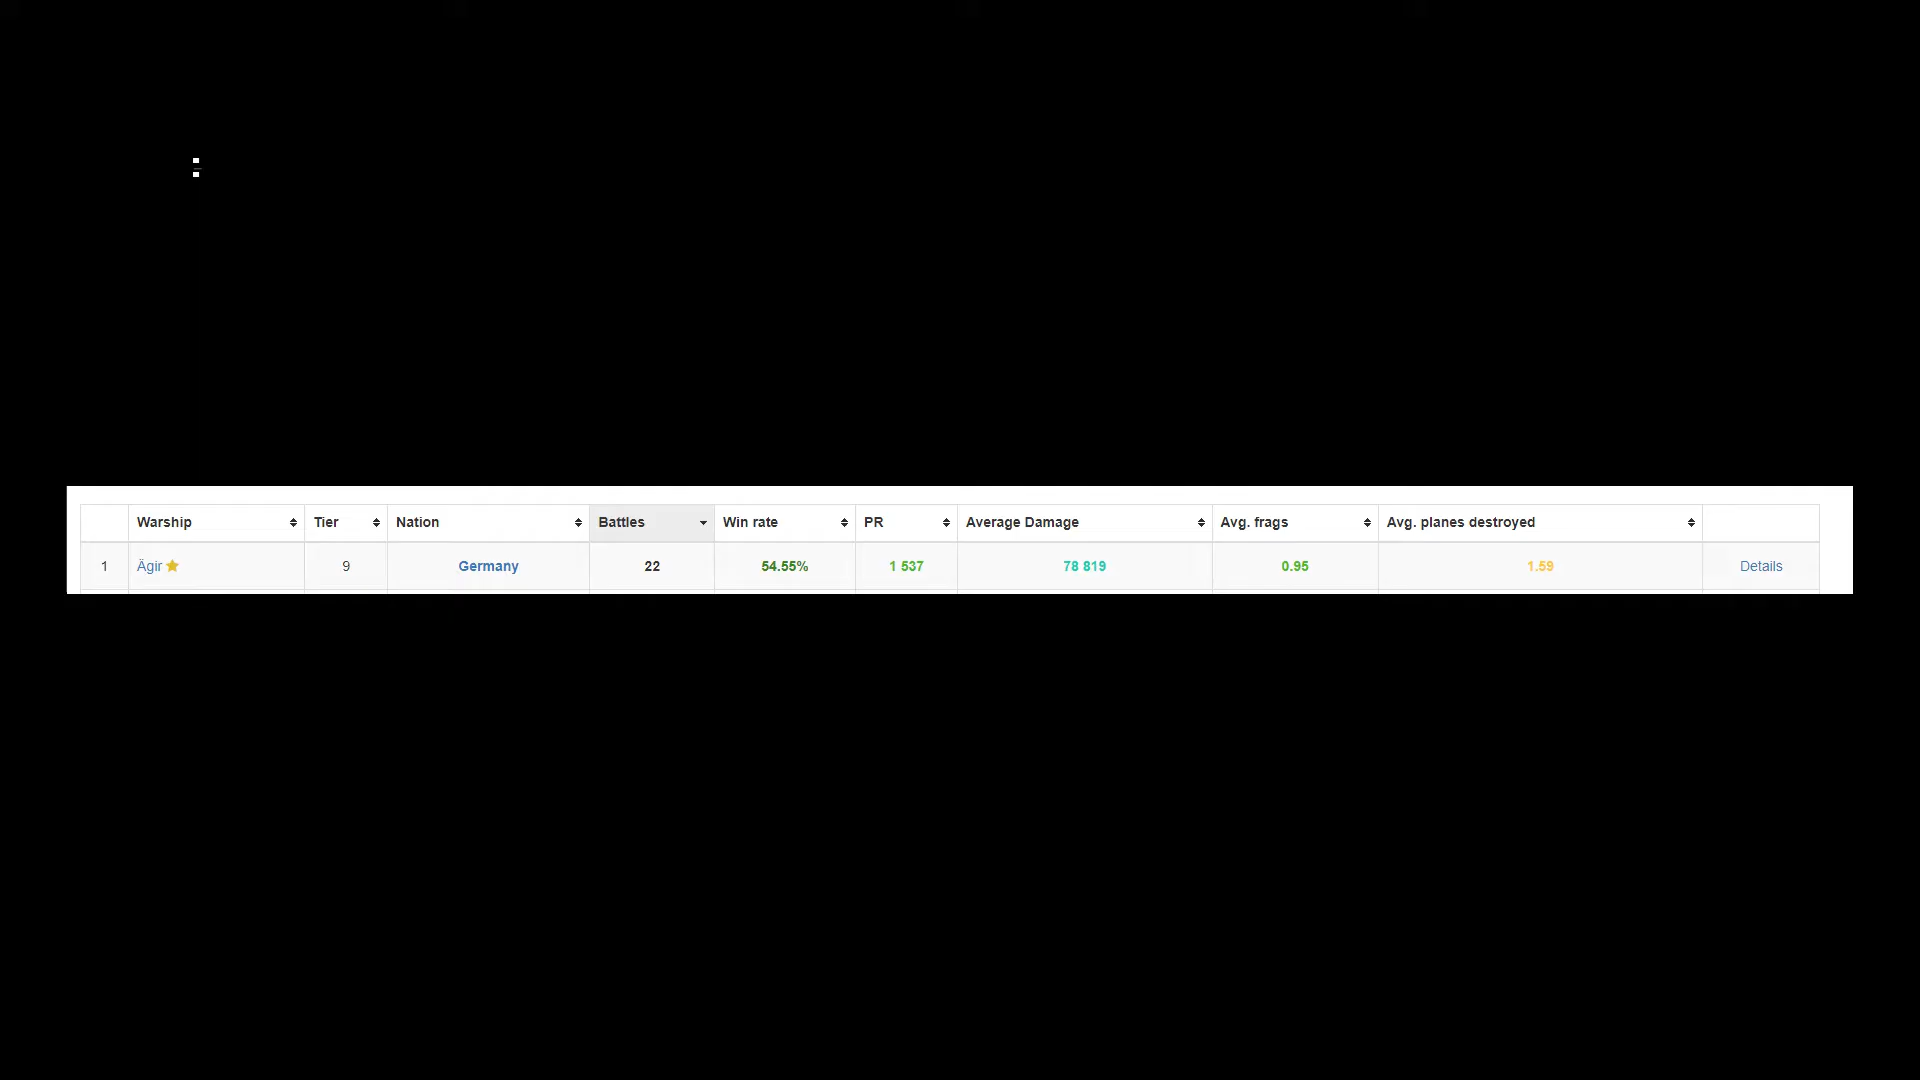 :
Warship Tier Nation Battles Win rate PR Average Damage Avg. frags Avg. planes destroyed
1 Ägir 9 Germany 22 54.55% 1 537 78 819 0.95 1.59 Details